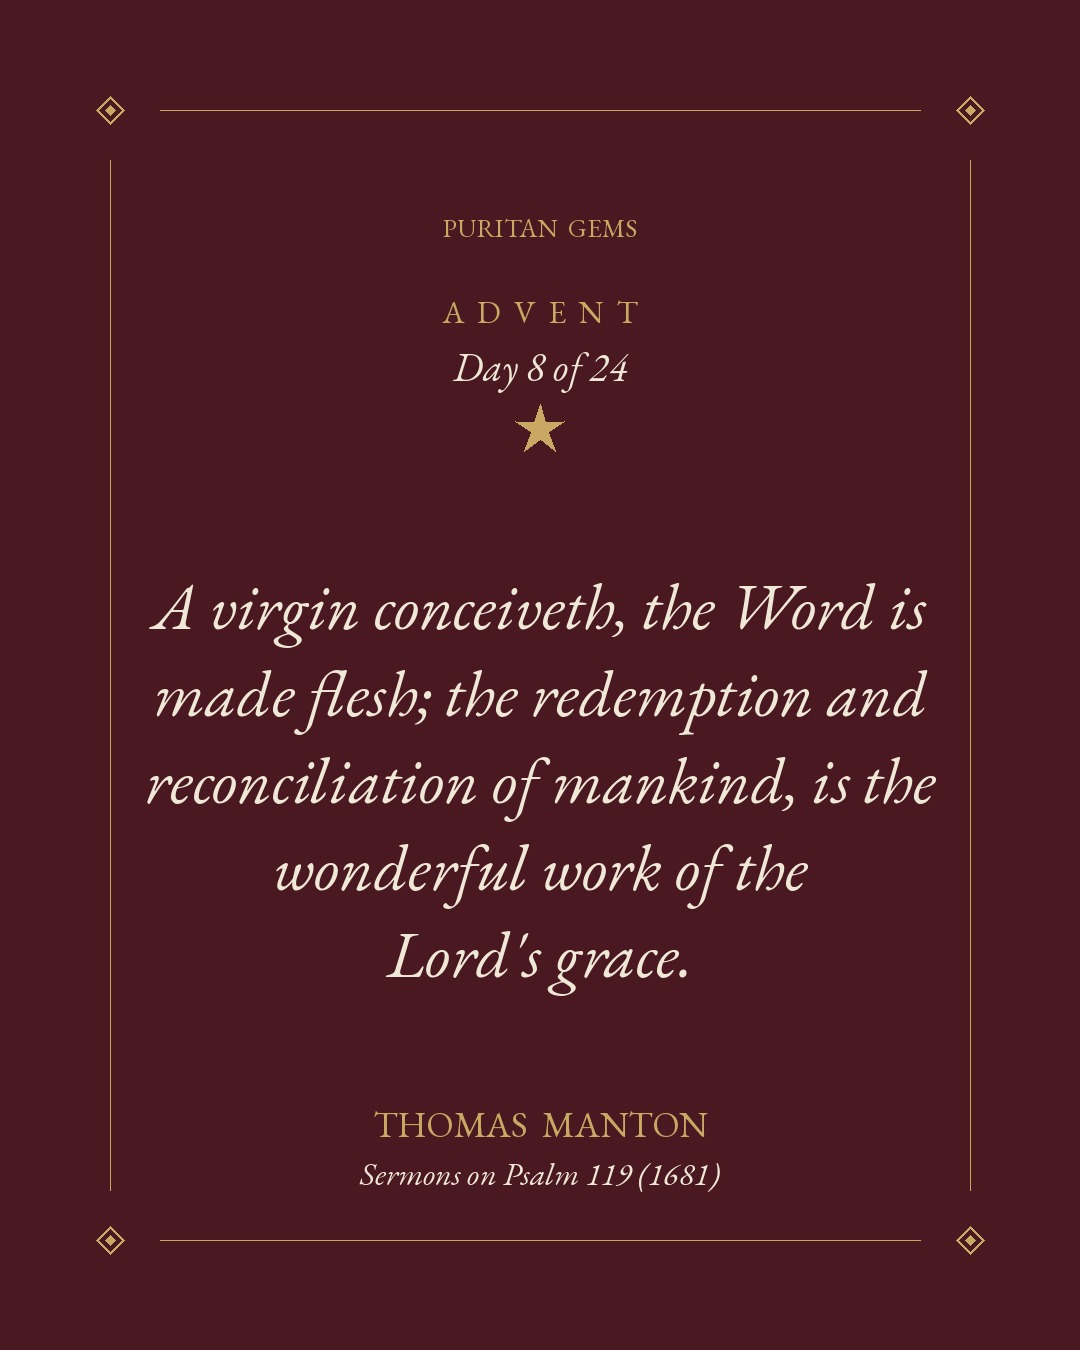 PURITAN GEMS
ADVENT
Day 8 of 24
A virgin conceiveth, the Word is
made flesh; the redemption and
reconciliation of mankind, is the
wonderful work of the
Lord's grace.
THOMAS MANTON
Sermons on Psalm 119 (1681)